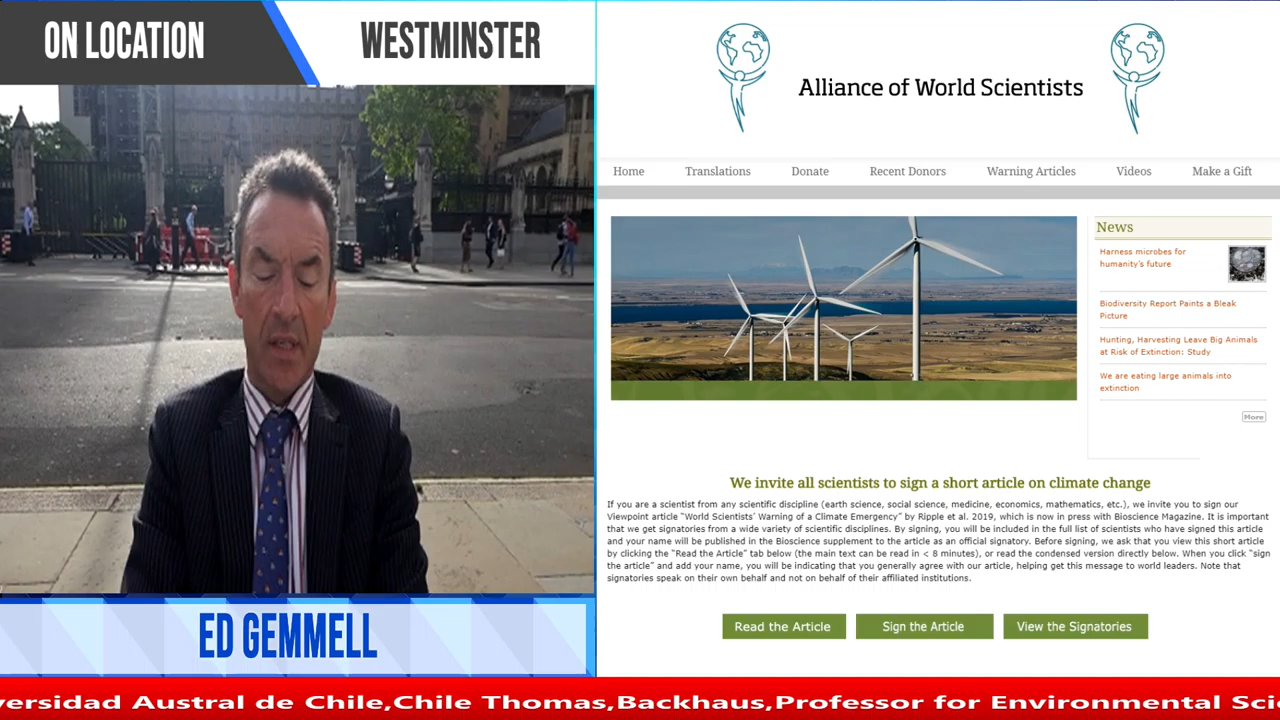 ON LOCATION
WESTMINSTER
ED GEMMELL
Alliance of World Scientists
Home Translations Donate Recent Donors Warning Articles Videos Make a Gift
News
Harness microbes for
humanity's future
Biodiversity Report Paints a Bleak
Picture
Hunting, Harvesting Leave Big Animals
at Risk of Extinction: Study
We are eating large animals into
extinction
More
We invite all scientists to sign a short article on climate change
If you are a scientist from any scientific discipline (earth science, social science, medicine, economics, mathematics, etc.), we invite you to sign our
Viewpoint article "World Scientists' Warning of a Climate Emergency" by Ripple et al. 2019, which is now in press with Bioscience Magazine. It is important
that we get signatories from a wide variety of scientific disciplines. By signing, you will be included in the full list of scientists who have signed this article
and your name will be published in the Bioscience supplement to the article as an official signatory. Before signing, we ask that you view this short article
by clicking the "Read the Article" tab below (the main text can be read in < 8 minutes), or read the condensed version directly below. When you click "sign
the article" and add your name, you will be indicating that you generally agree with our article, helping get this message to world leaders. Note that
signatories speak on their own behalf and not on behalf of their affiliated institutions.
Read the Article Sign the Article View the Signatories
versidad Austral de Chile,Chile Thomas,Backhaus,Professor for Environmental Sci